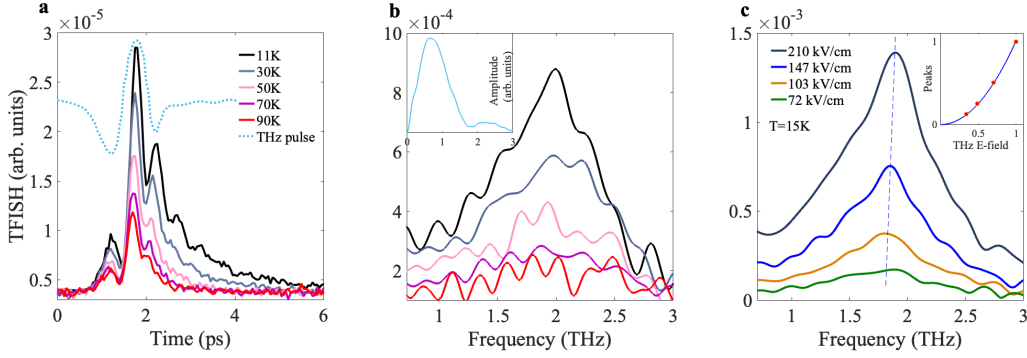 a
×10⁻⁵
3
2.5
2
1.5
1
0.5
0
2
4
6
TFISH (arb. units)
Time (ps)
11K
30K
50K
70K
90K
THz pulse
b
×10⁻⁴
10
8
6
4
2
1
1.5
2
2.5
3
Frequency (THz)
Amplitude
(arb. units)
0
1
2
3
c
×10⁻³
1.5
1
0.5
0
1
1.5
2
2.5
3
Frequency (THz)
210 kV/cm
147 kV/cm
103 kV/cm
72 kV/cm
T=15K
Peaks
1
0
0.5
1
THz E-field